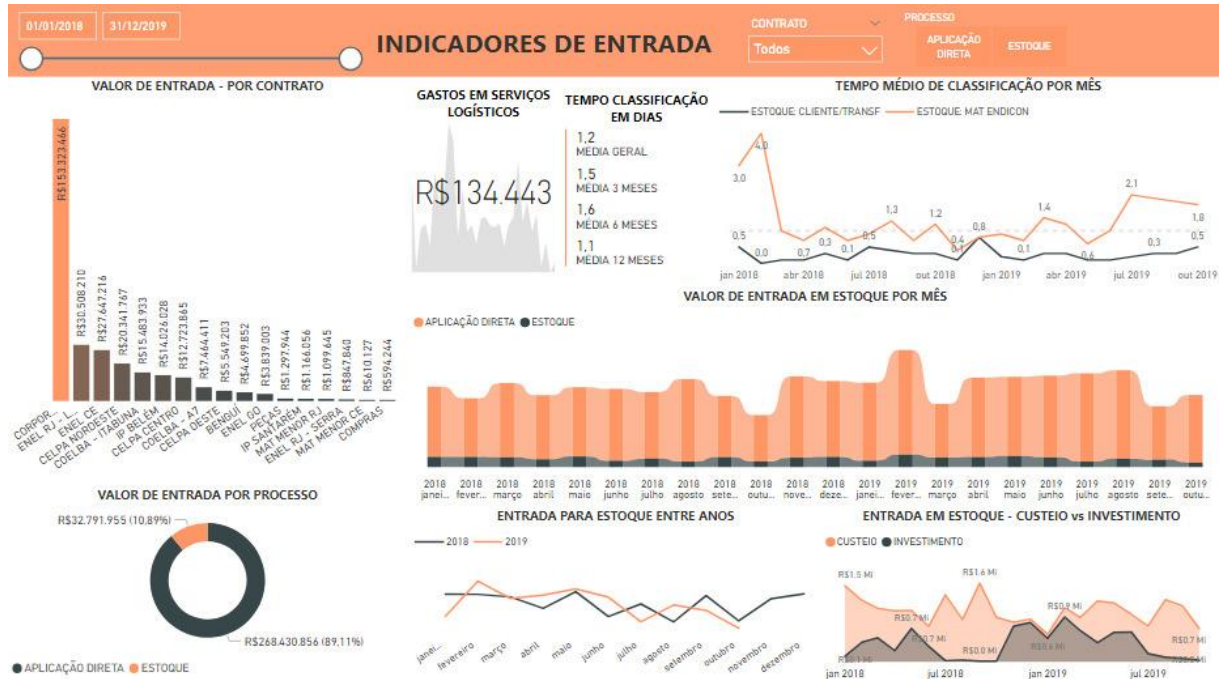 01/01/2018
31/12/2019
INDICADORES DE ENTRADA
CONTRATO
Todos
PROCESSO
APLICAÇÃO
DIRETA
ESTOQUE
VALOR DE ENTRADA - POR CONTRATO
R$153.323.466
R$30.508.210
R$27.647.216
R$20.341.767
R$15.483.933
R$14.026.028
R$12.723.865
R$7.464.411
R$5.549.203
R$4.699.852
R$3.839.003
R$1.297.944
R$1.166.056
R$1.099.645
R$847.840
R$610.127
R$594.244
CORPOR...
ENEL RJ - L...
ENEL CE
CELPA NORDESTE
COELBA - ITABUNA
IP BELÉM
CELPA CENTRO
COELBA - A7
CELPA OESTE
BENGUÍ
ENEL GO
PEÇAS
IP SANTARÉM
MAT MENOR RJ
ENEL RJ - SERRA
MAT MENOR CE
COMPRAS
GASTOS EM SERVIÇOS
LOGÍSTICOS
R$134.443
TEMPO CLASSIFICAÇÃO
EM DIAS
1,2
MÉDIA GERAL
1,5
MÉDIA 3 MESES
1,6
MÉDIA 6 MESES
1,1
MÉDIA 12 MESES
TEMPO MÉDIO DE CLASSIFICAÇÃO POR MÊS
ESTOQUE: CLIENTE/TRANSF
ESTOQUE: MAT ENDICON
3,0
4,0
0,5
0,0
0,7
0,3
0,1
0,5
1,3
1,2
0,4
0,1
0,8
0,1
1,4
0,6
2,1
0,3
1,8
0,5
jan 2018 abr 2018 jul 2018 out 2018 jan 2019 abr 2019 jul 2019 out 2019
VALOR DE ENTRADA EM ESTOQUE POR MÊS
APLICAÇÃO DIRETA ESTOQUE
2018 2018 2018 2018 2018 2018 2018 2018 2018 2018 2018 2018 2019 2019 2019 2019 2019 2019 2019 2019 2019 2019
janei... fever... março abril maio junho julho agosto sete... outu... nove... deze... janei... fever... março abril maio junho julho agosto sete... outu...
VALOR DE ENTRADA POR PROCESSO
R$32.791.955 (10,89%)
R$268.430.856 (89,11%)
APLICAÇÃO DIRETA ESTOQUE
ENTRADA PARA ESTOQUE ENTRE ANOS
2018 2019
janei... fevereiro março abril maio junho julho agosto setembro outubro novembro dezembro
ENTRADA EM ESTOQUE - CUSTEIO vs INVESTIMENTO
CUSTEIO INVESTIMENTO
R$1.5 Mi
R$0.1 Mi
R$0.7 Mi
R$0.7 Mi
R$1.6 Mi
R$0.0 Mi
R$0.6 Mi
R$0.9 Mi
R$0.7 Mi
jan 2018 jul 2018 jan 2019 jul 2019